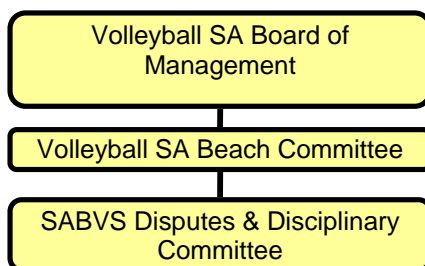 Volleyball SA Board of
Management
Volleyball SA Beach Committee
SABVS Disputes & Disciplinary
Committee